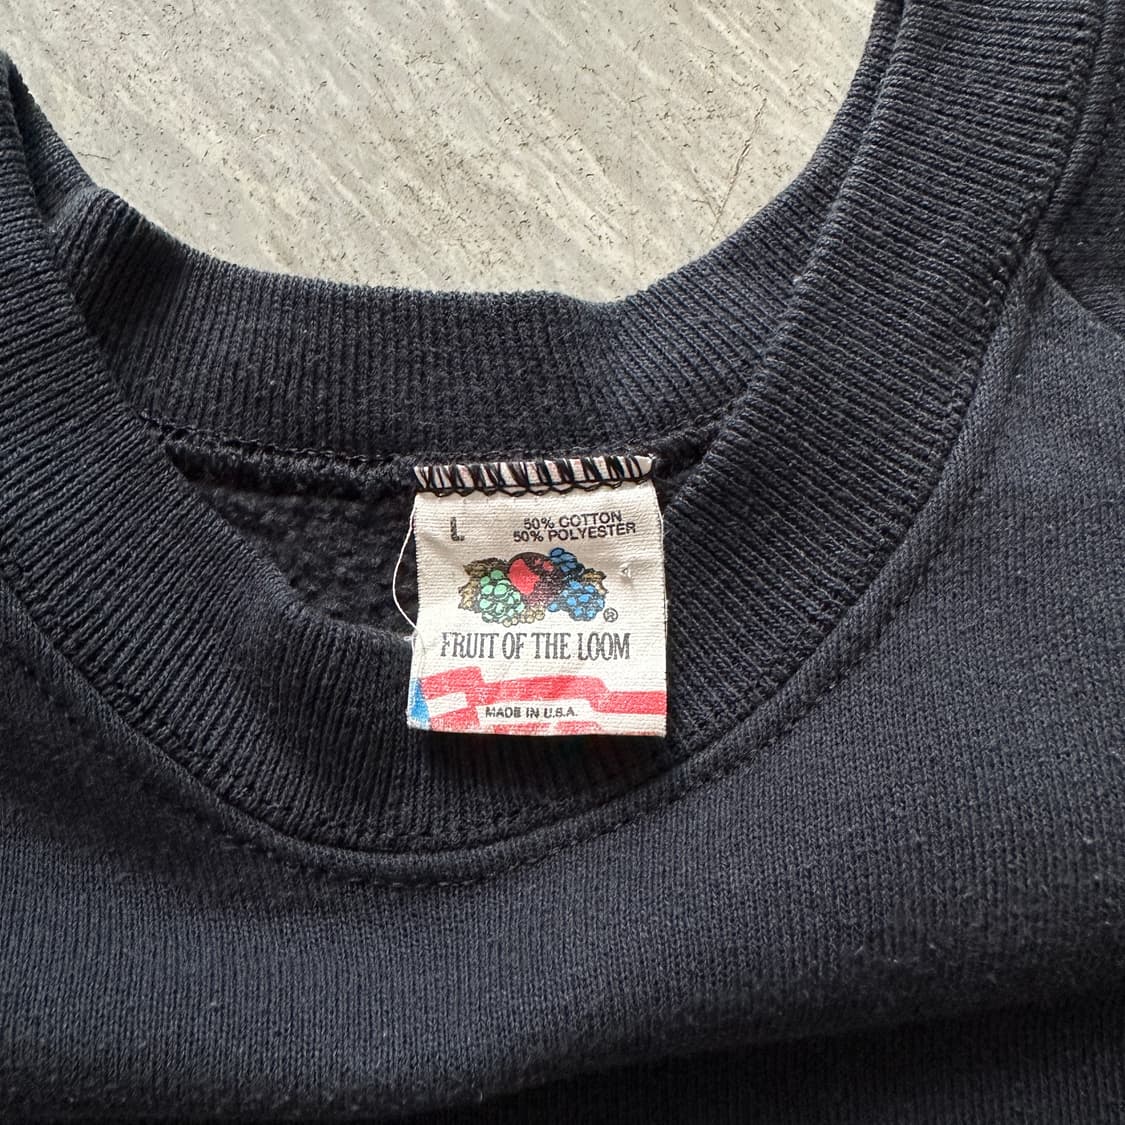 L
50% COTTON
50% POLYESTER
®
FRUIT OF THE LOOM
MADE IN U.S.A.